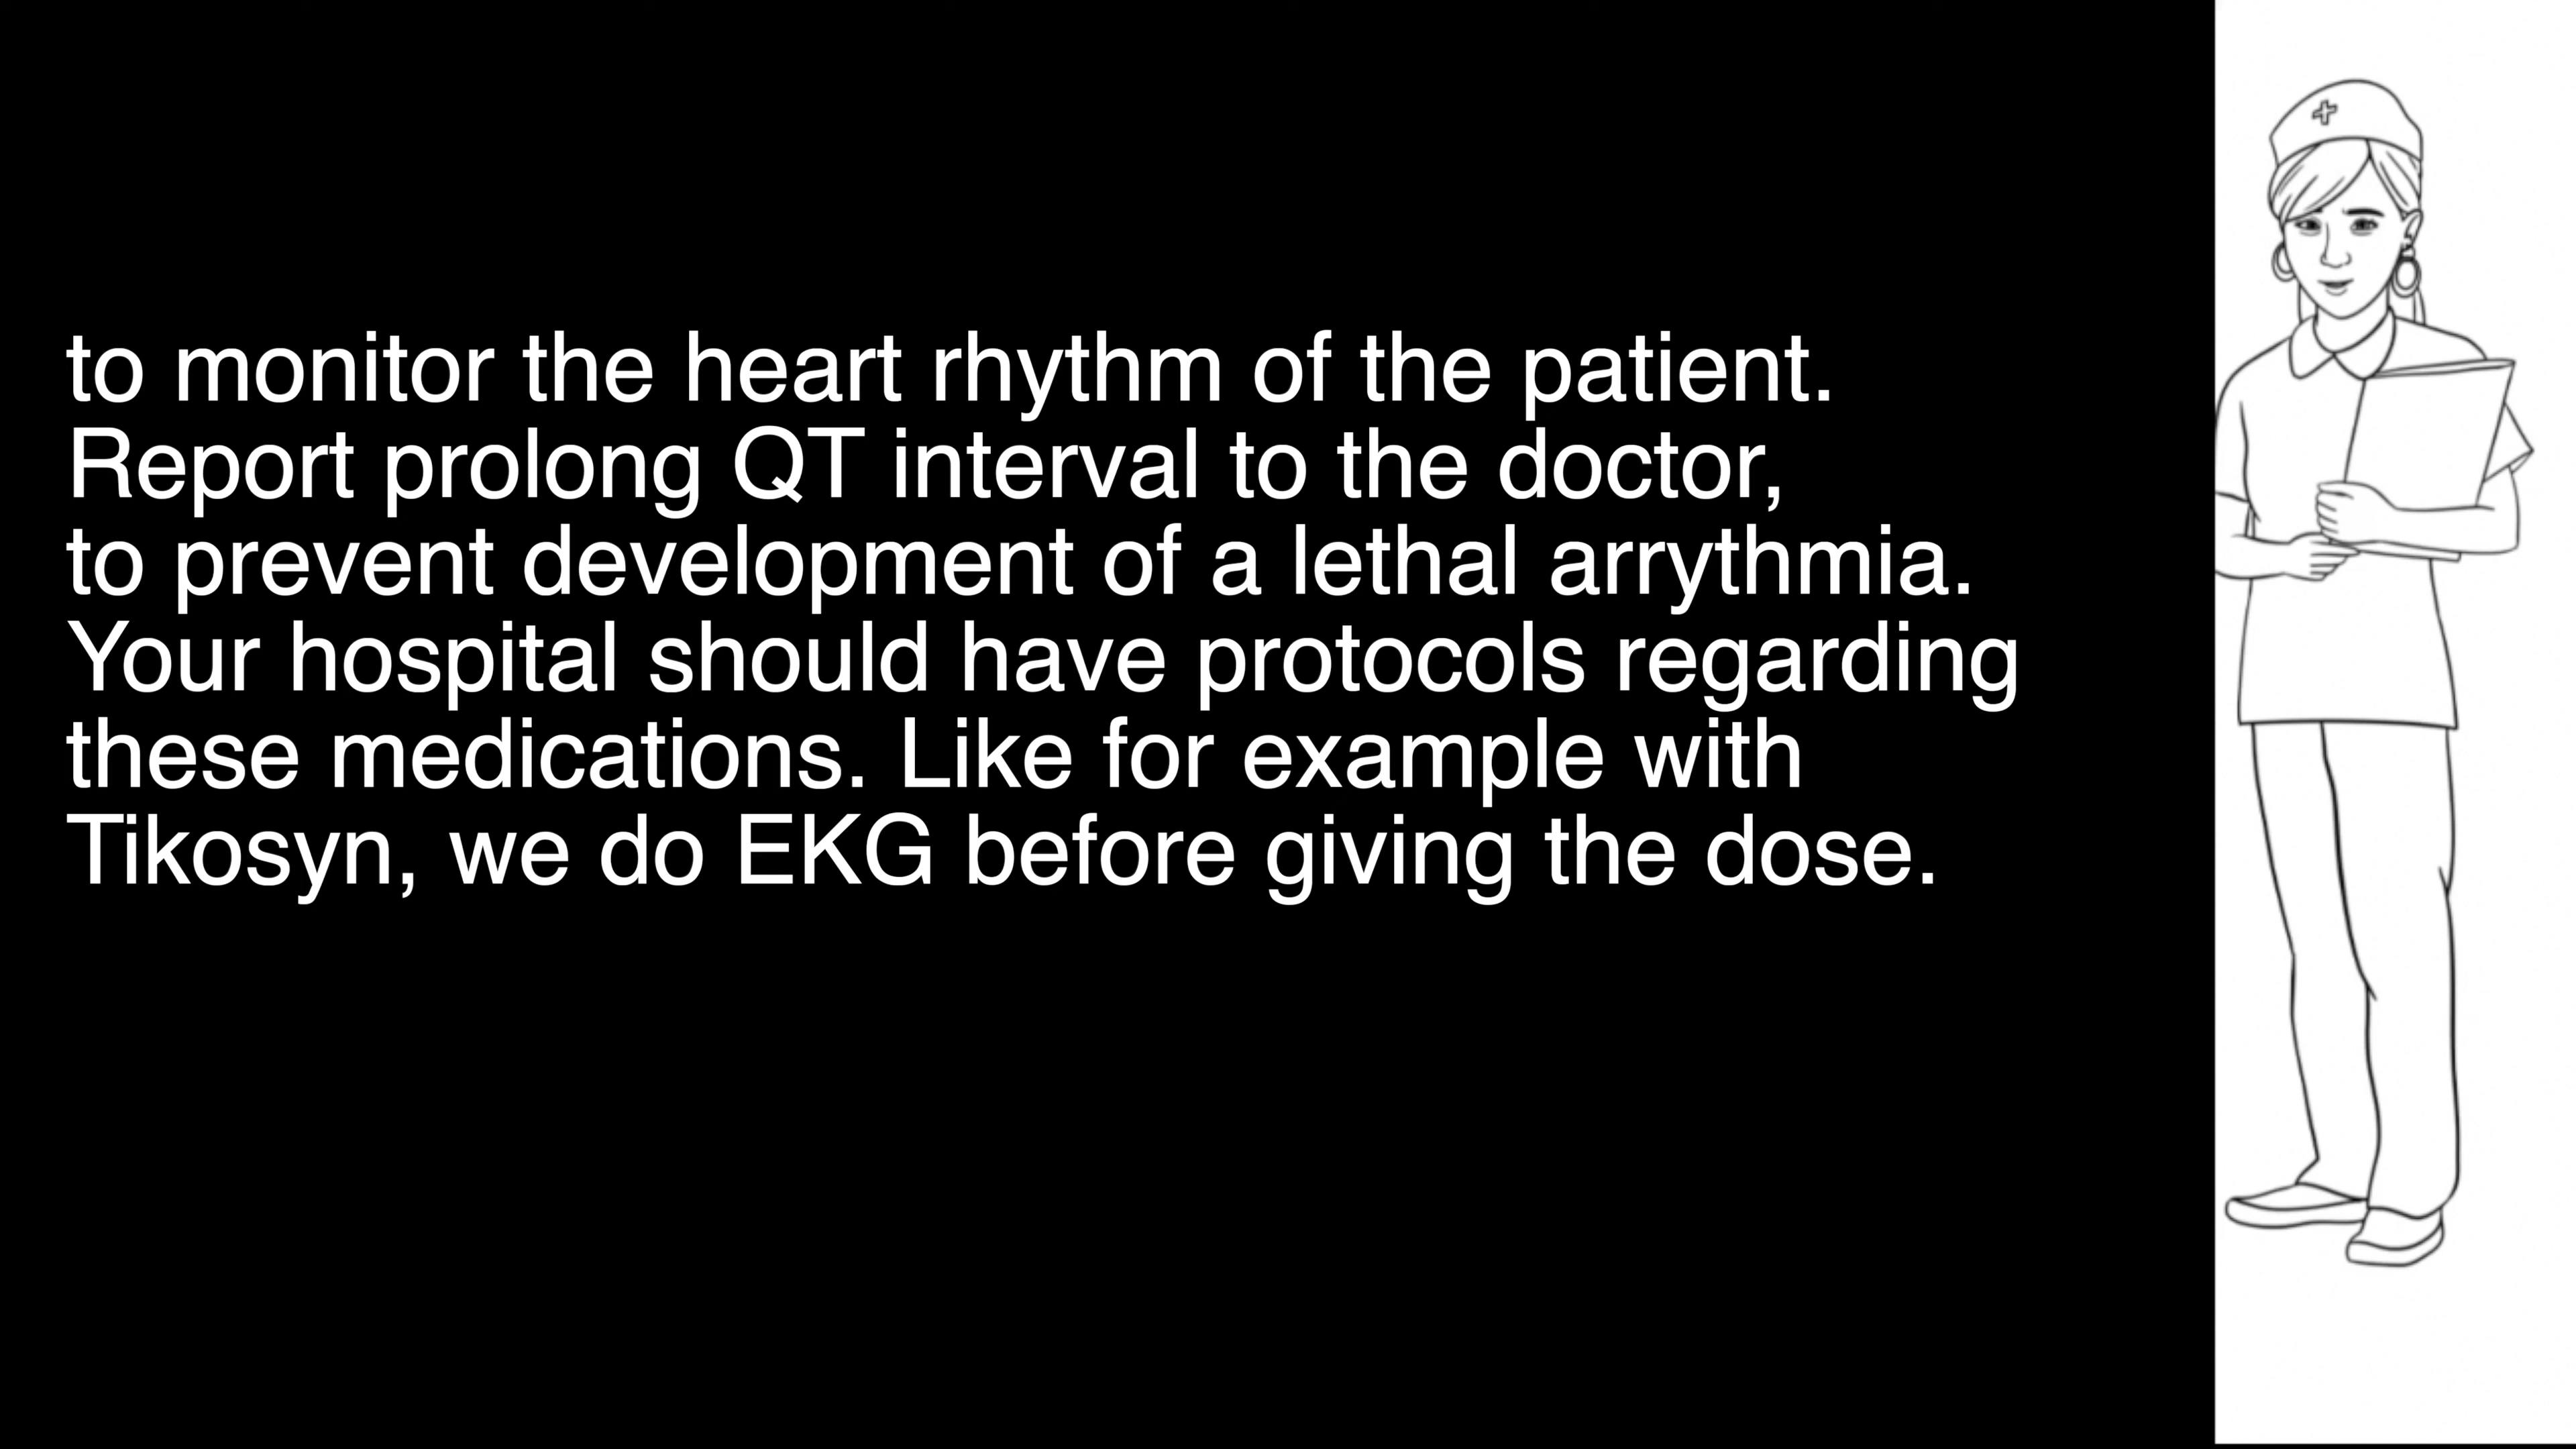 to monitor the heart rhythm of the patient.
Report prolong QT interval to the doctor,
to prevent development of a lethal arrythmia.
Your hospital should have protocols regarding
these medications. Like for example with
Tikosyn, we do EKG before giving the dose.